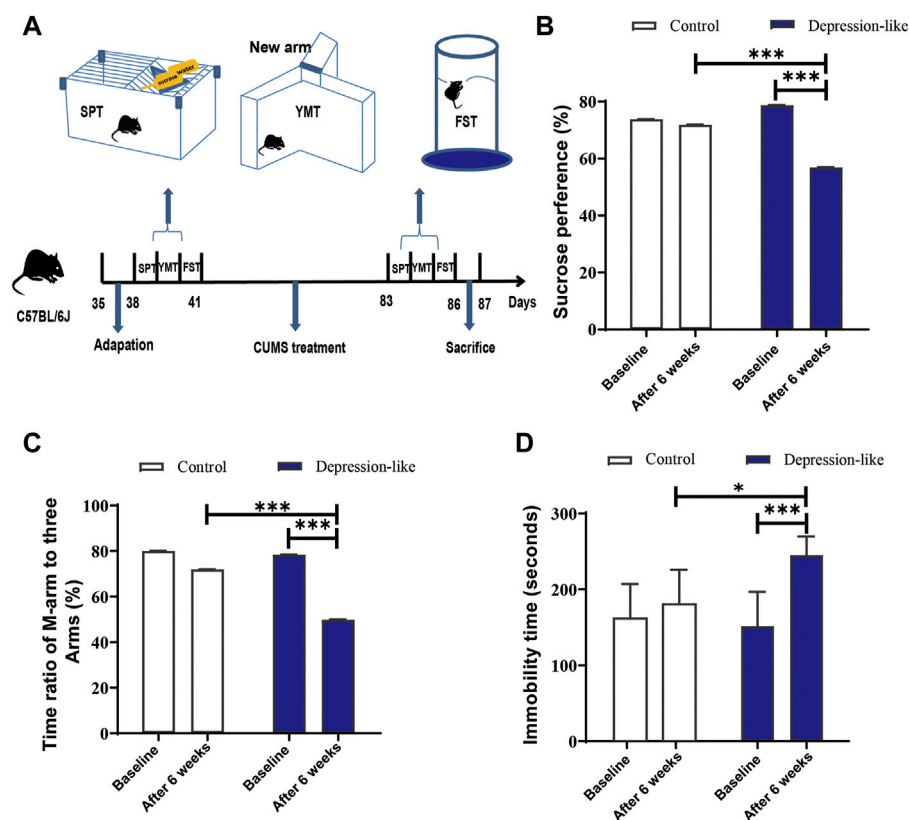 A
New arm
sucrose
Water
SPT
YMT
FST
SPT YMT FST
SPT YMT FST
C57BL/6J
35 38 41 83 86 87 Days
Adapation
CUMS treatment
Sacrifice
B
Control
Depression-like
***
***
Sucrose perference (%)
80
60
40
20
0
Baseline
After 6 weeks
Baseline
After 6 weeks
C
Control
Depression-like
***
***
Time ratio of M-arm to three
Arms (%)
100
80
60
40
20
0
Baseline
After 6 weeks
Baseline
After 6 weeks
D
Control
Depression-like
*
***
Immobility time (seconds)
300
200
100
0
Baseline
After 6 weeks
Baseline
After 6 weeks